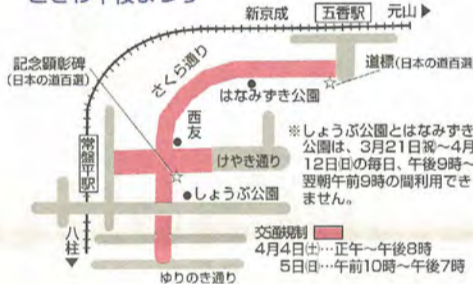 新京成
五香駅
元山▶
記念顕彰碑
(日本の道百選)
さくら通り
道標(日本の道百選
はなみずき公園
西友
※しょうぶ公園とはなみずき
公園は、3月21日㊗〜4月
12日㈰の毎日、午後9時〜
翌朝午前9時の間利用でき
ません。
常盤平駅
けやき通り
しょうぶ公園
八柱
▼
交通規制
4月4日㈯…正午〜午後8時
5日㈰…午前10時〜午後7時
ゆりのき通り